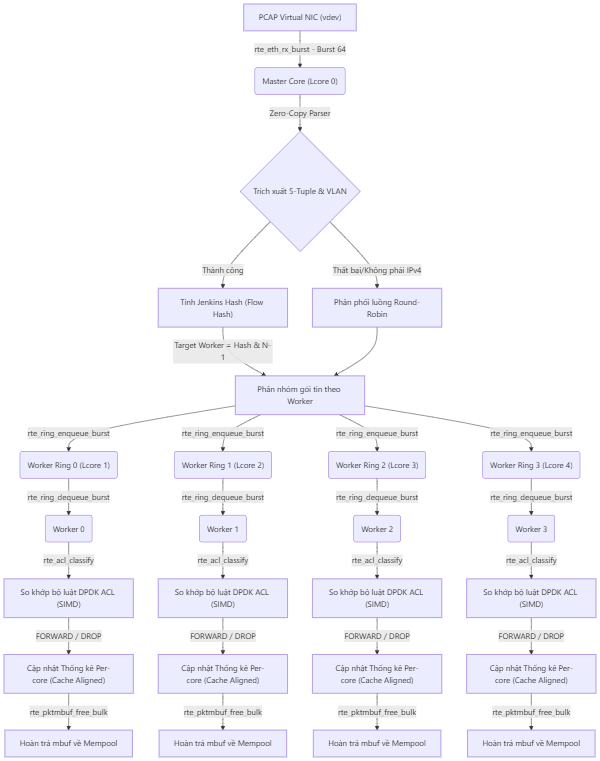 PCAP Virtual NIC (vdev)
rte_eth_rx_burst - Burst 64
Master Core (Lcore 0)
Zero-Copy Parser
Trích xuất 5-Tuple & VLAN
Thành công
Thất bại/Không phải IPv4
Tính Jenkins Hash (Flow
Hash)
Phân phối luồng Round-
Robin
Target Worker = Hash & N-
1
Phân nhóm gói tin theo
Worker
rte_ring_enqueue_burst
rte_ring_enqueue_burst
rte_ring_enqueue_burst
rte_ring_enqueue_burst
Worker Ring 0 (Lcore 1)
Worker Ring 1 (Lcore 2)
Worker Ring 2 (Lcore 3)
Worker Ring 3 (Lcore 4)
rte_ring_dequeue_burst
rte_ring_dequeue_burst
rte_ring_dequeue_burst
rte_ring_dequeue_burst
Worker 0
Worker 1
Worker 2
Worker 3
rte_acl_classify
rte_acl_classify
rte_acl_classify
rte_acl_classify
So khớp bộ luật DPDK ACL
(SIMD)
So khớp bộ luật DPDK ACL
(SIMD)
So khớp bộ luật DPDK ACL
(SIMD)
So khớp bộ luật DPDK ACL
(SIMD)
FORWARD / DROP
FORWARD / DROP
FORWARD / DROP
FORWARD / DROP
Cập nhật Thống kê Per-
core (Cache Aligned)
Cập nhật Thống kê Per-
core (Cache Aligned)
Cập nhật Thống kê Per-
core (Cache Aligned)
Cập nhật Thống kê Per-
core (Cache Aligned)
rte_pktmbuf_free_bulk
rte_pktmbuf_free_bulk
rte_pktmbuf_free_bulk
rte_pktmbuf_free_bulk
Hoàn trả mbuf về Mempool
Hoàn trả mbuf về Mempool
Hoàn trả mbuf về Mempool
Hoàn trả mbuf về Mempool